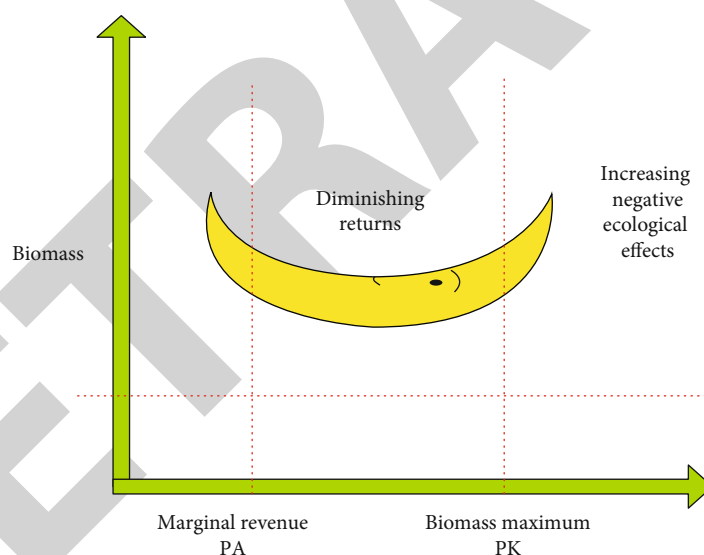 Diminishing
returns
Increasing
negative
ecological
effects
Biomass
Marginal revenue
PA
Biomass maximum
PK